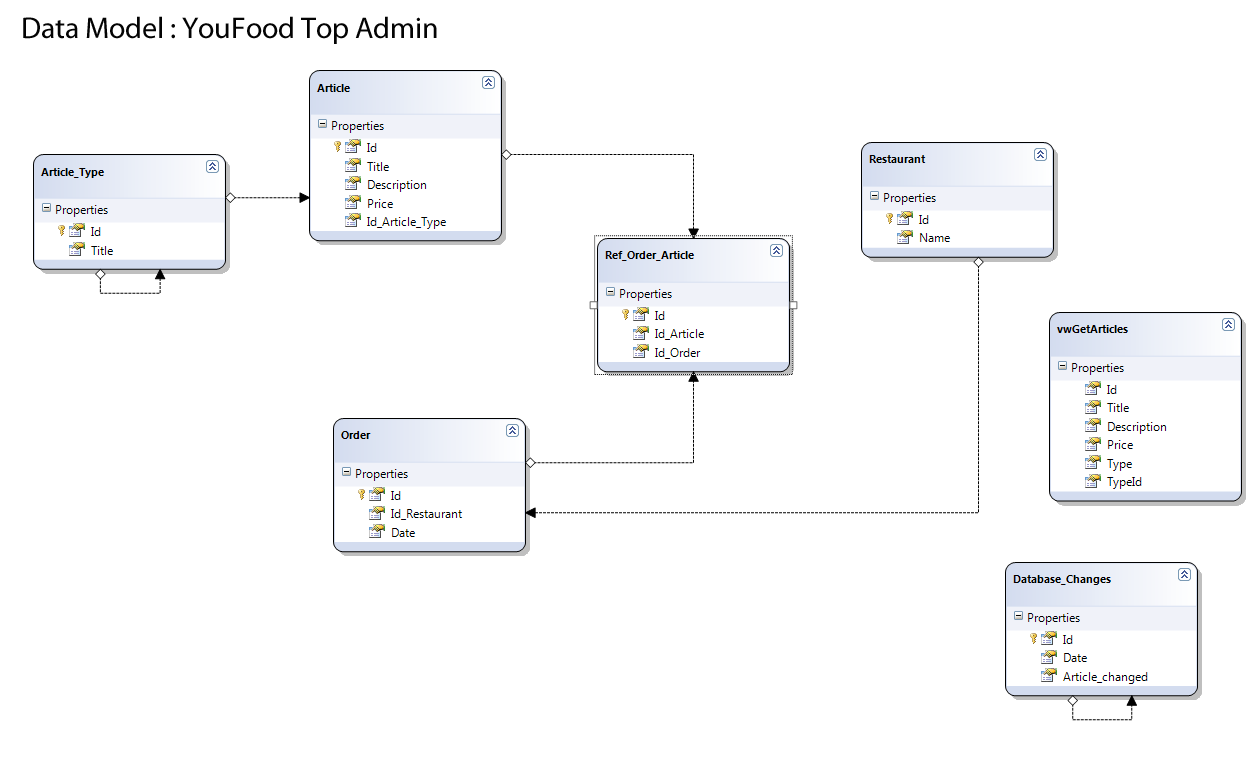 Data Model : YouFood Top Admin
Article
Properties
Id
Title
Description
Price
Id_Article_Type
Article_Type
Properties
Id
Title
Restaurant
Properties
Id
Name
Ref_Order_Article
Properties
Id
Id_Article
Id_Order
vwGetArticles
Properties
Id
Title
Description
Price
Type
TypeId
Order
Properties
Id
Id_Restaurant
Date
Database_Changes
Properties
Id
Date
Article_changed